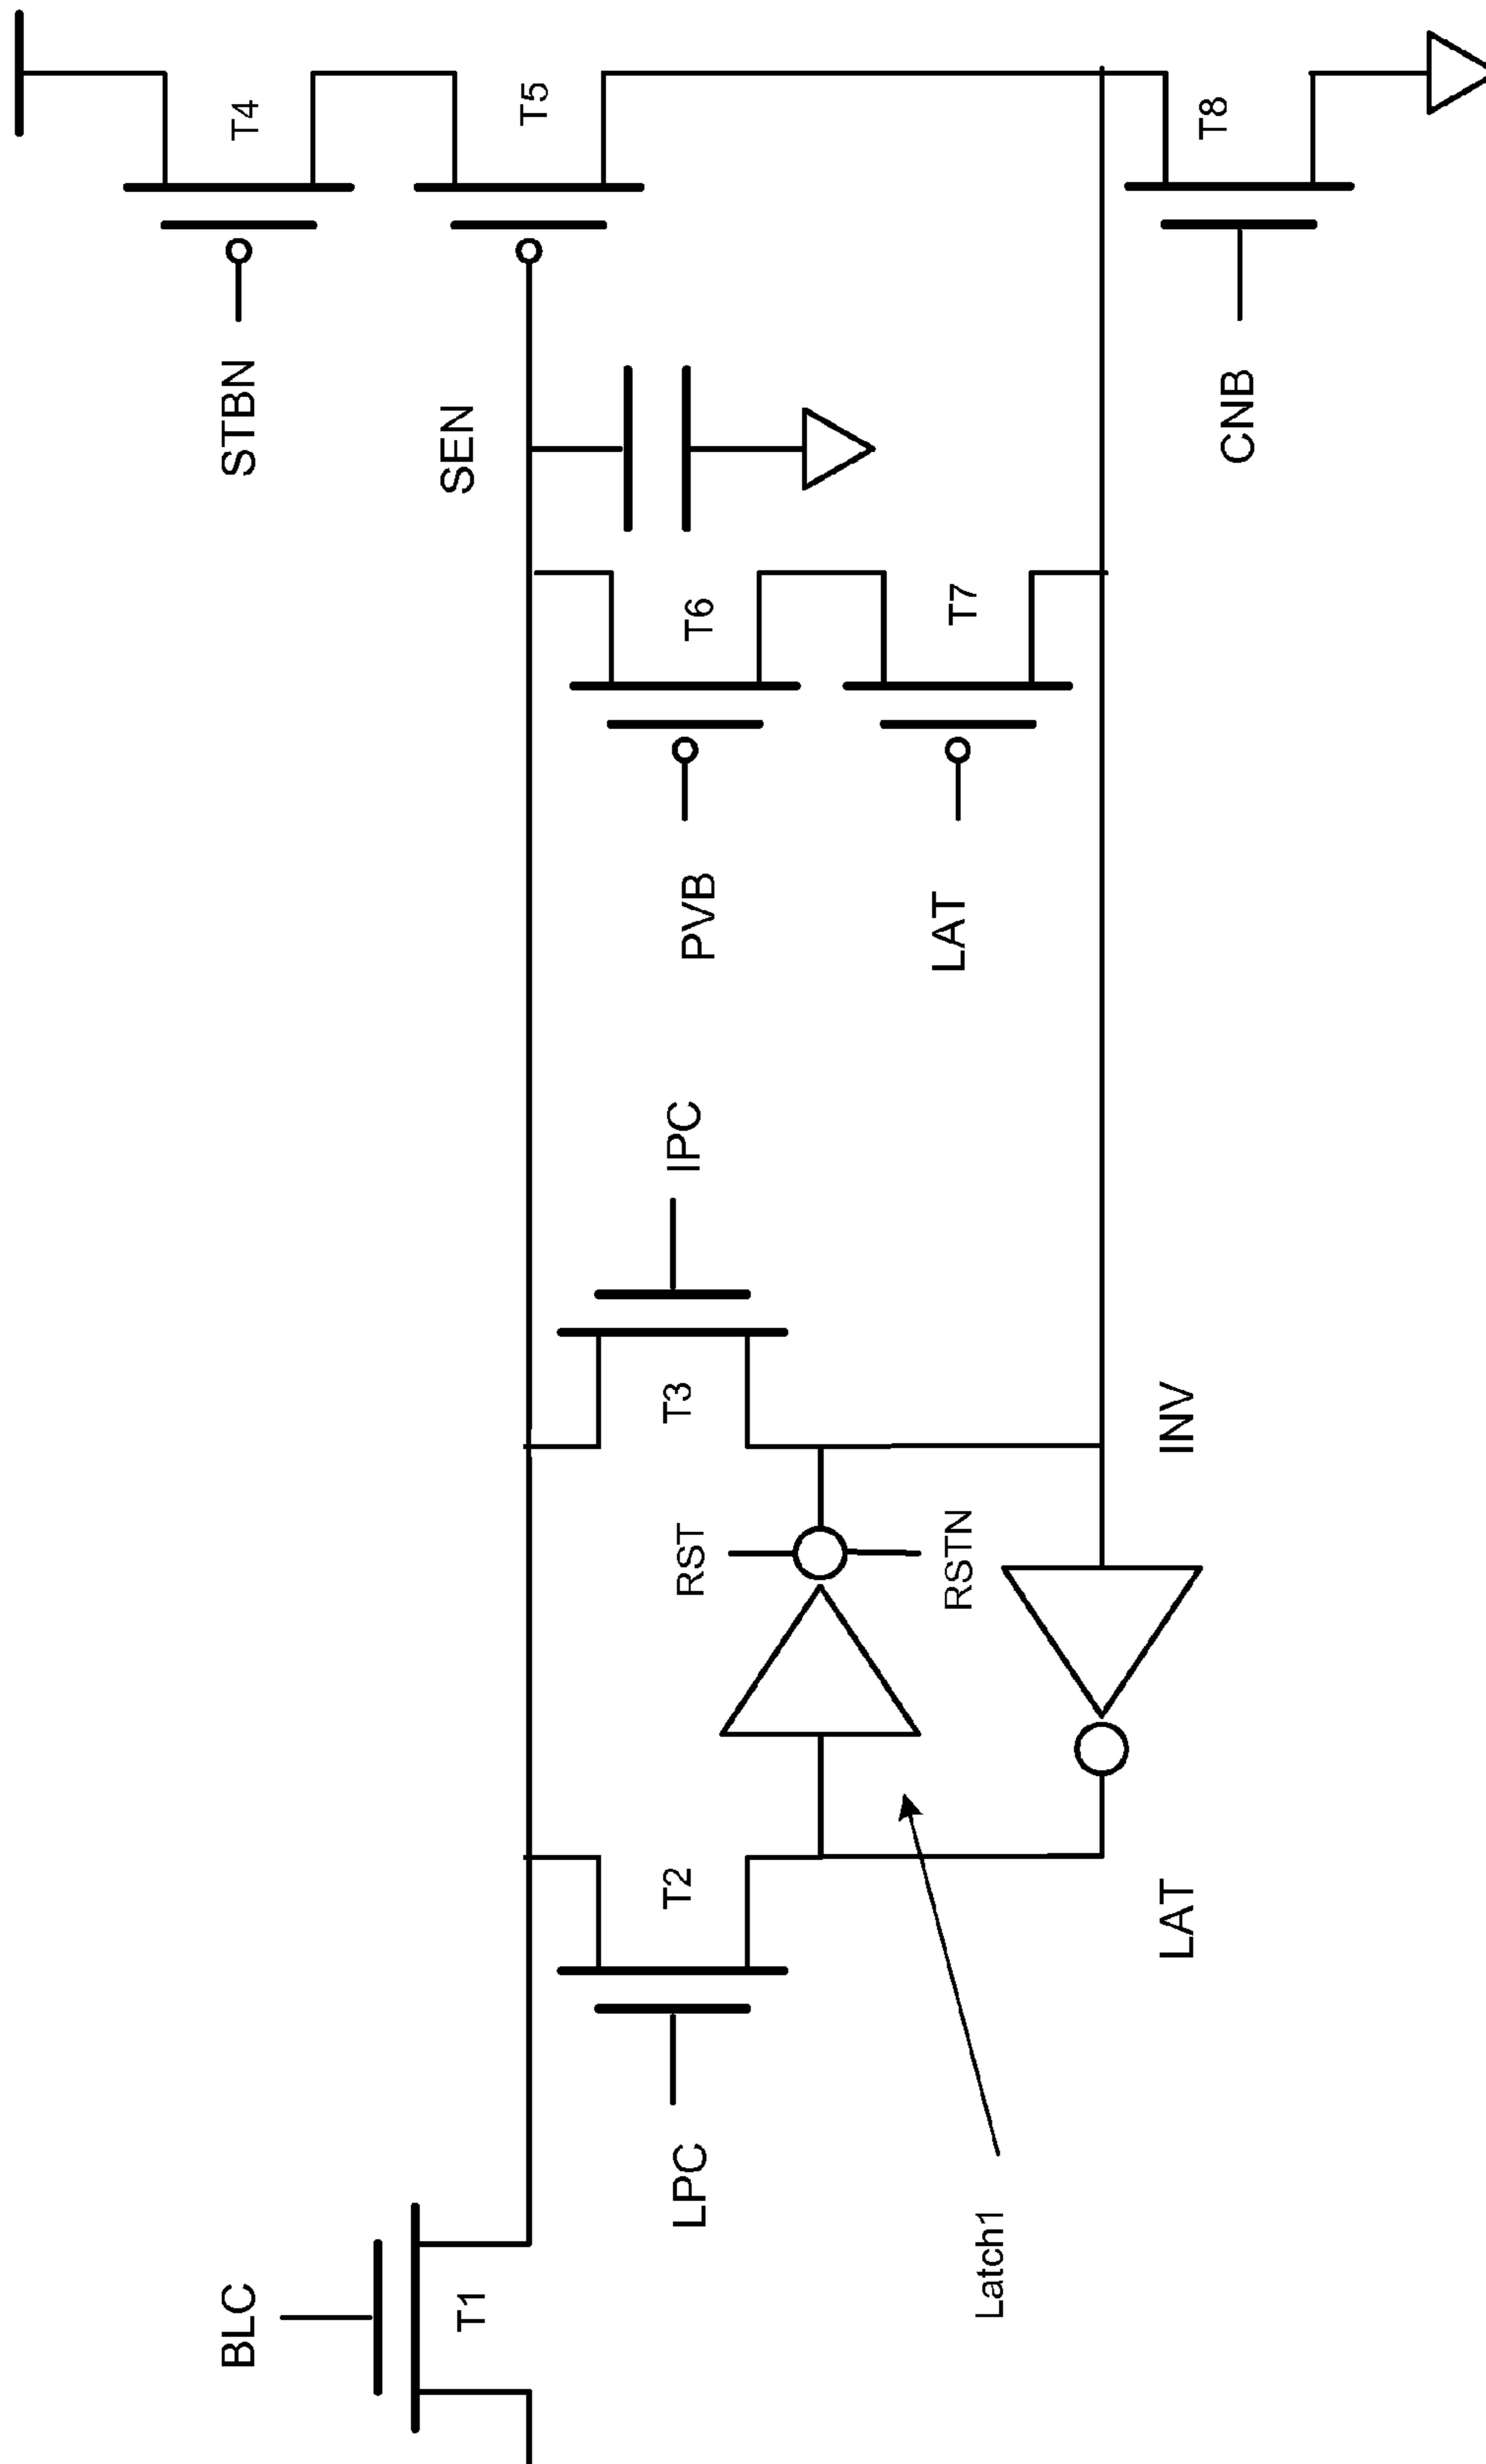 T4
T5
T8
STBN
SEN
CNB
T6
T7
PVB
LAT
IPC
T3
INV
RST
RSTN
T2
LAT
LPC
Latch1
BLC
T1